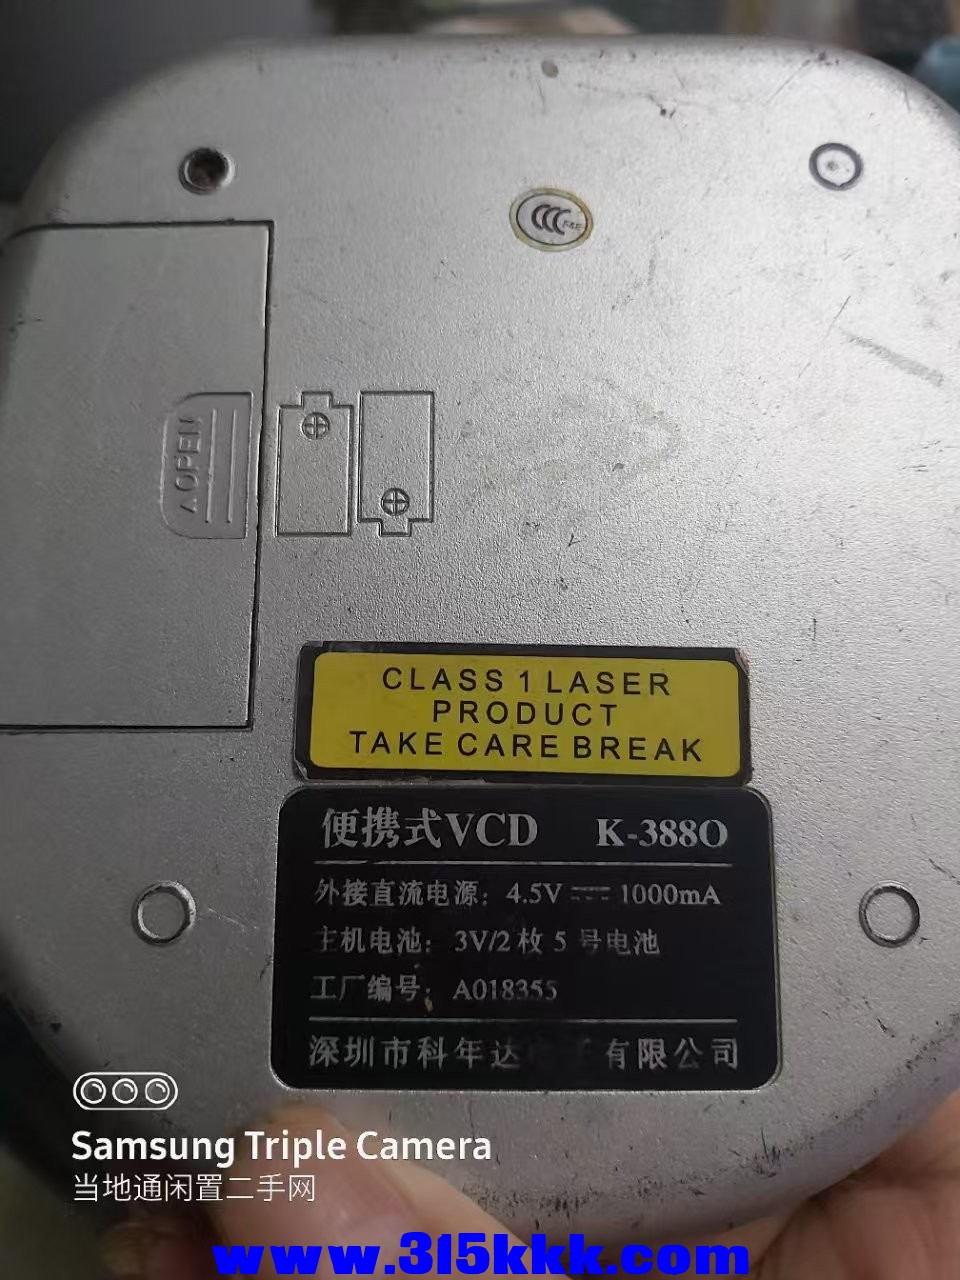 CCC
OPEN
CLASS 1 LASER
PRODUCT
TAKE CARE BREAK
便携式VCD K-3880
外接直流电源: 4.5V ⎓ 1000mA
主机电池: 3V/2枚5号电池
工厂编号: A018355
深圳市科年达 有限公司
Samsung Triple Camera
当地通闲置二手网
www.315kkk.com